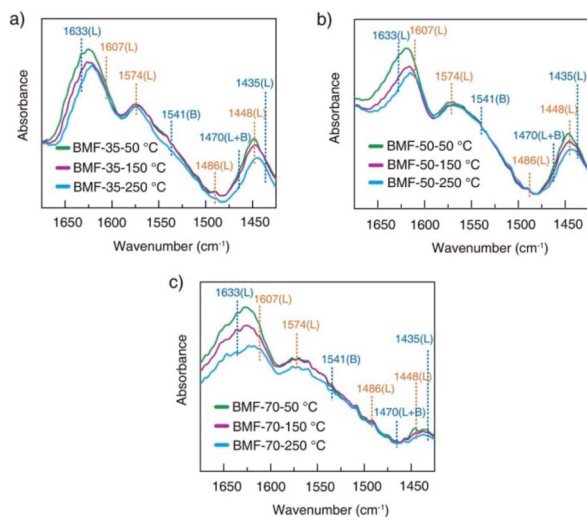 a)
1633(L)
1607(L)
1574(L)
1541(B)
1470(L+B)
1486(L)
1448(L)
1435(L)
Absorbance
BMF-35-50 °C
BMF-35-150 °C
BMF-35-250 °C
1650 1600 1550 1500 1450
Wavenumber (cm⁻¹)
b)
1633(L)
1607(L)
1574(L)
1541(B)
1470(L+B)
1486(L)
1448(L)
1435(L)
Absorbance
BMF-50-50 °C
BMF-50-150 °C
BMF-50-250 °C
1650 1600 1550 1500 1450
Wavenumber (cm⁻¹)
c)
1633(L)
1607(L)
1574(L)
1541(B)
1486(L)
1470(L+B)
1448(L)
1435(L)
Absorbance
BMF-70-50 °C
BMF-70-150 °C
BMF-70-250 °C
1650 1600 1550 1500 1450
Wavenumber (cm⁻¹)